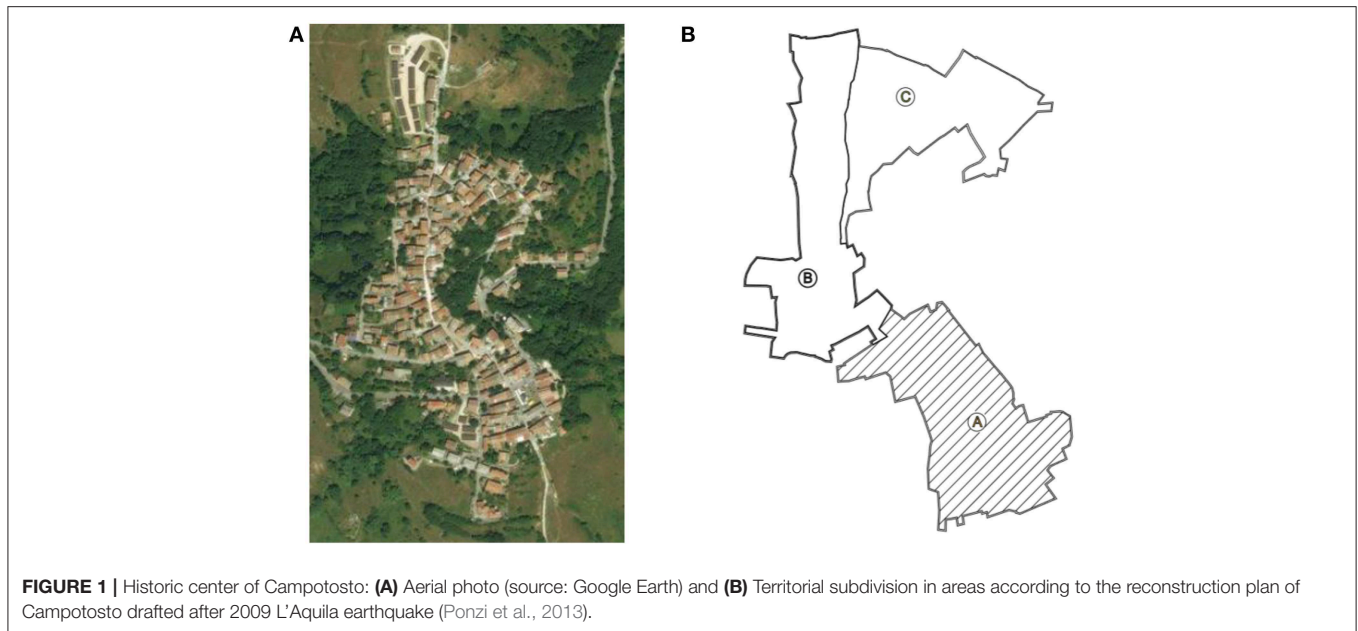 A
B
C
B
A
FIGURE 1 | Historic center of Campotosto: (A) Aerial photo (source: Google Earth) and (B) Territorial subdivision in areas according to the reconstruction plan of
Campotosto drafted after 2009 L'Aquila earthquake (Ponzi et al., 2013).